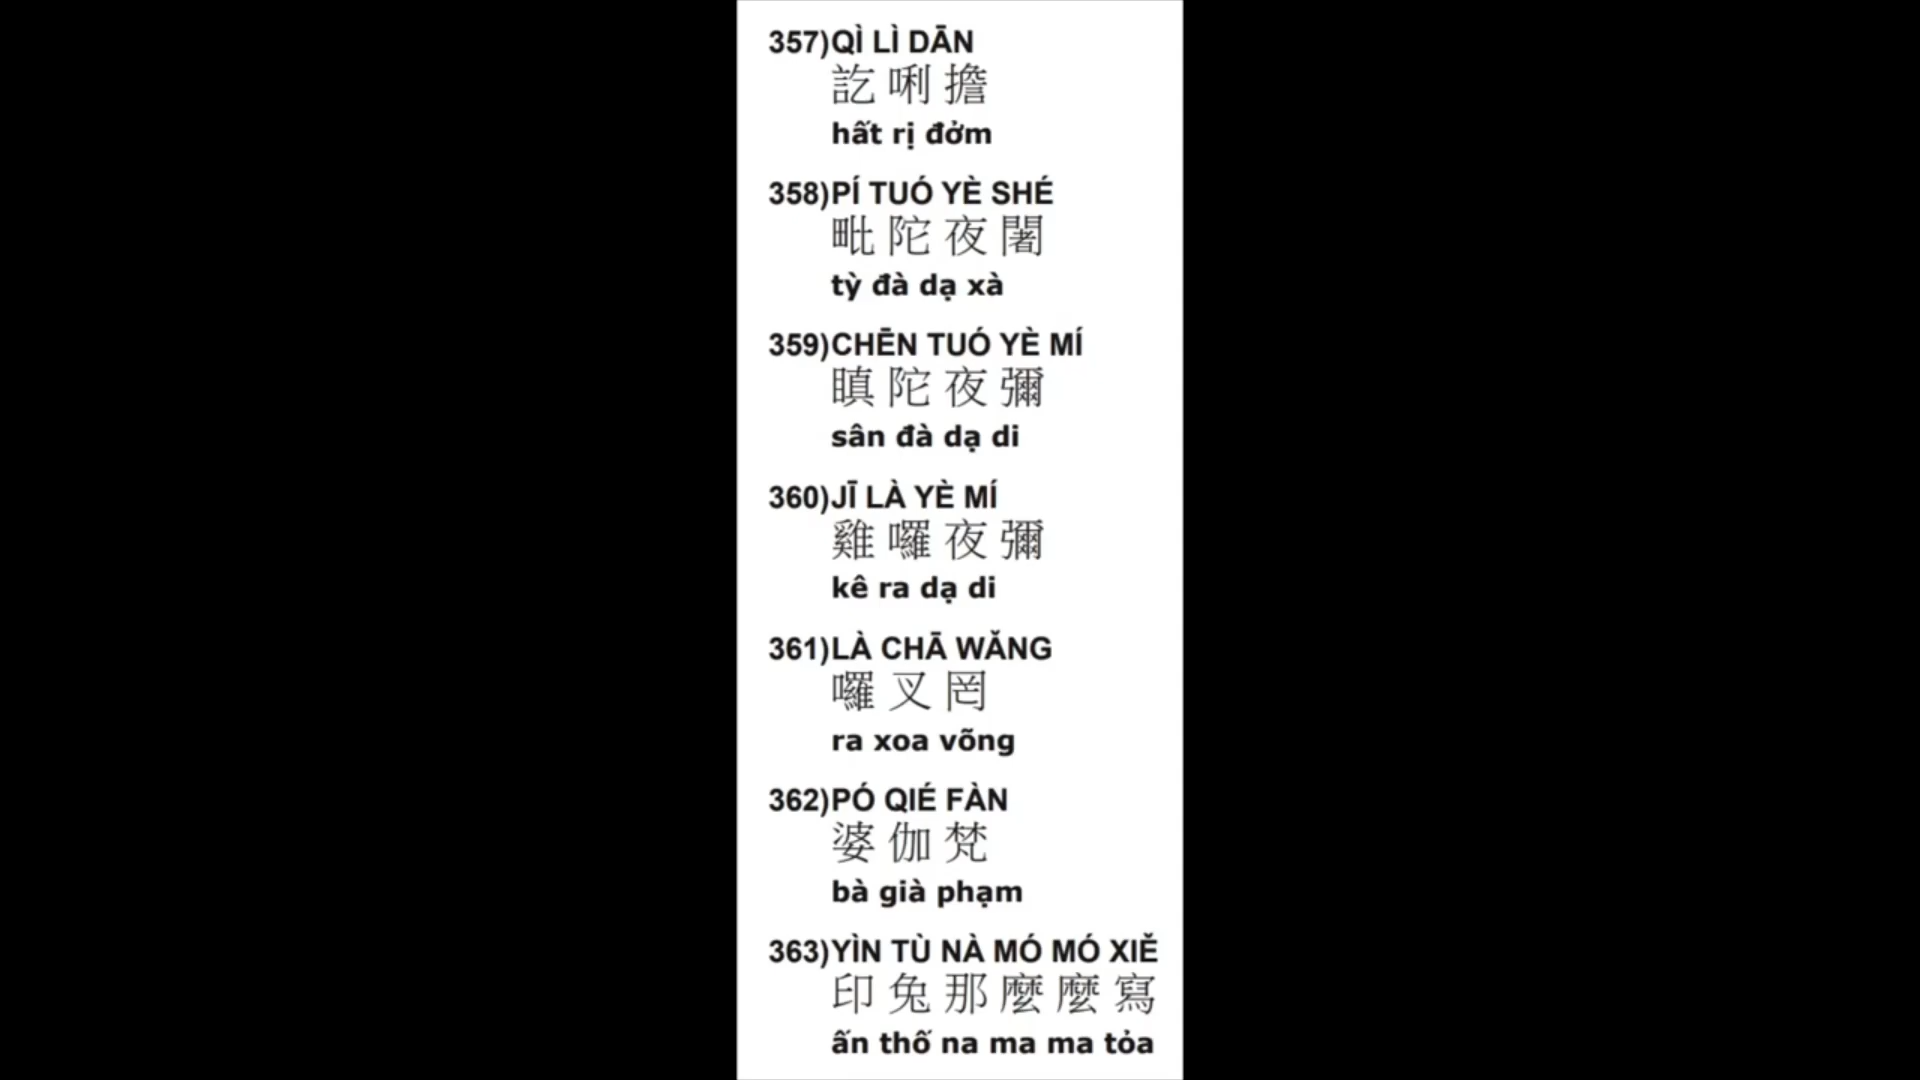 357)QÌ LÌ DĀN
訖 唎 擔
hất rị đởm
358)PÍ TUÓ YÈ SHÉ
毗 陀 夜 闍
tỳ đà dạ xà
359)CHĒN TUÓ YÈ MÍ
瞋 陀 夜 彌
sân đà dạ di
360)JĪ LÀ YÈ MÍ
雞 囉 夜 彌
kê ra dạ di
361)LÀ CHĀ WǍNG
囉 叉 罔
ra xoa võng
362)PÓ QIÉ FÀN
婆 伽 梵
bà già phạm
363)YÌN TÙ NÀ MÓ MÓ XIĚ
印 兔 那 麼 麼 寫
ấn thố na ma ma tỏa